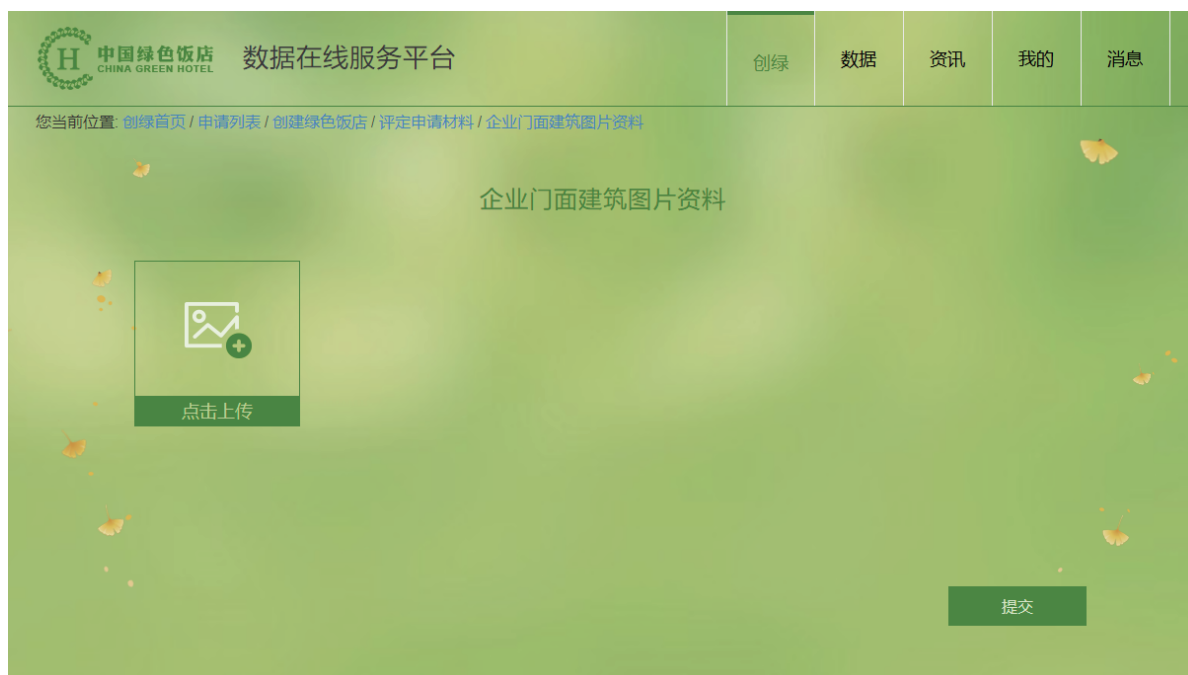 H 中国绿色饭店 数据在线服务平台 创绿 数据 资讯 我的 消息
CHINA GREEN HOTEL
您当前位置: 创绿首页 / 申请列表 / 创建绿色饭店 / 评定申请材料 / 企业门面建筑图片资料
企业门面建筑图片资料
点击上传
提交